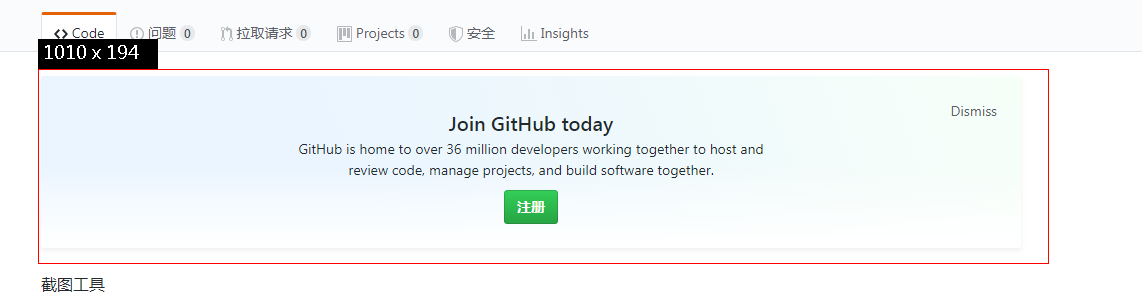 Code 问题 0 拉取请求 0 Projects 0 安全 Insights
1010 x 194
Dismiss
Join GitHub today
GitHub is home to over 36 million developers working together to host and
review code, manage projects, and build software together.
注册
截图工具